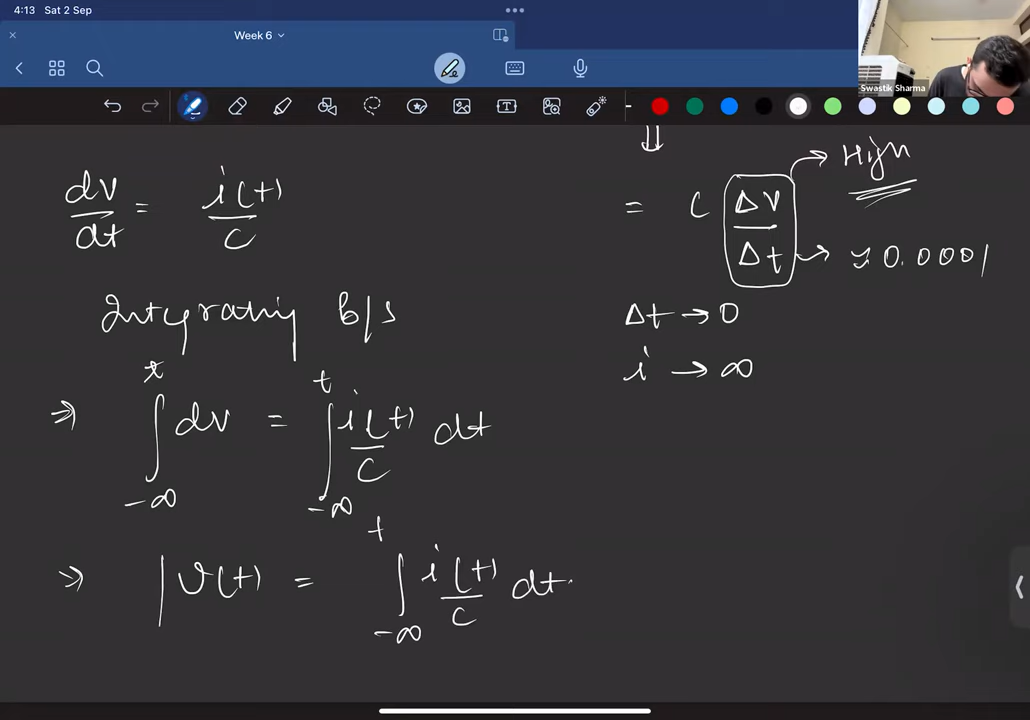 4:13 Sat 2 Sep
Week 6
Swastik Sharma
⇓
dv/dt = i(t)/C
= C ΔV/Δt
→ High
→ ≈ 0.0001
Integrating b/s
Δt → 0
i → ∞
⇒ ∫_{-∞}^{t} dv = ∫_{-∞}^{t} i(t)/C dt
⇒ | v(t) = ∫_{-∞}^{t} i(t)/C dt